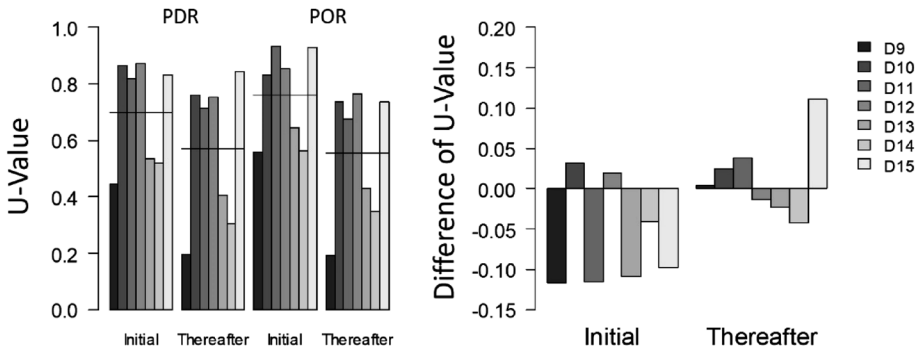 PDR POR
U-Value
1.0
0.8
0.6
0.4
0.2
0.0
Initial Thereafter Initial Thereafter
Difference of U-Value
0.20
0.15
0.10
0.05
0.00
-0.05
-0.10
-0.15
Initial Thereafter
D9
D10
D11
D12
D13
D14
D15